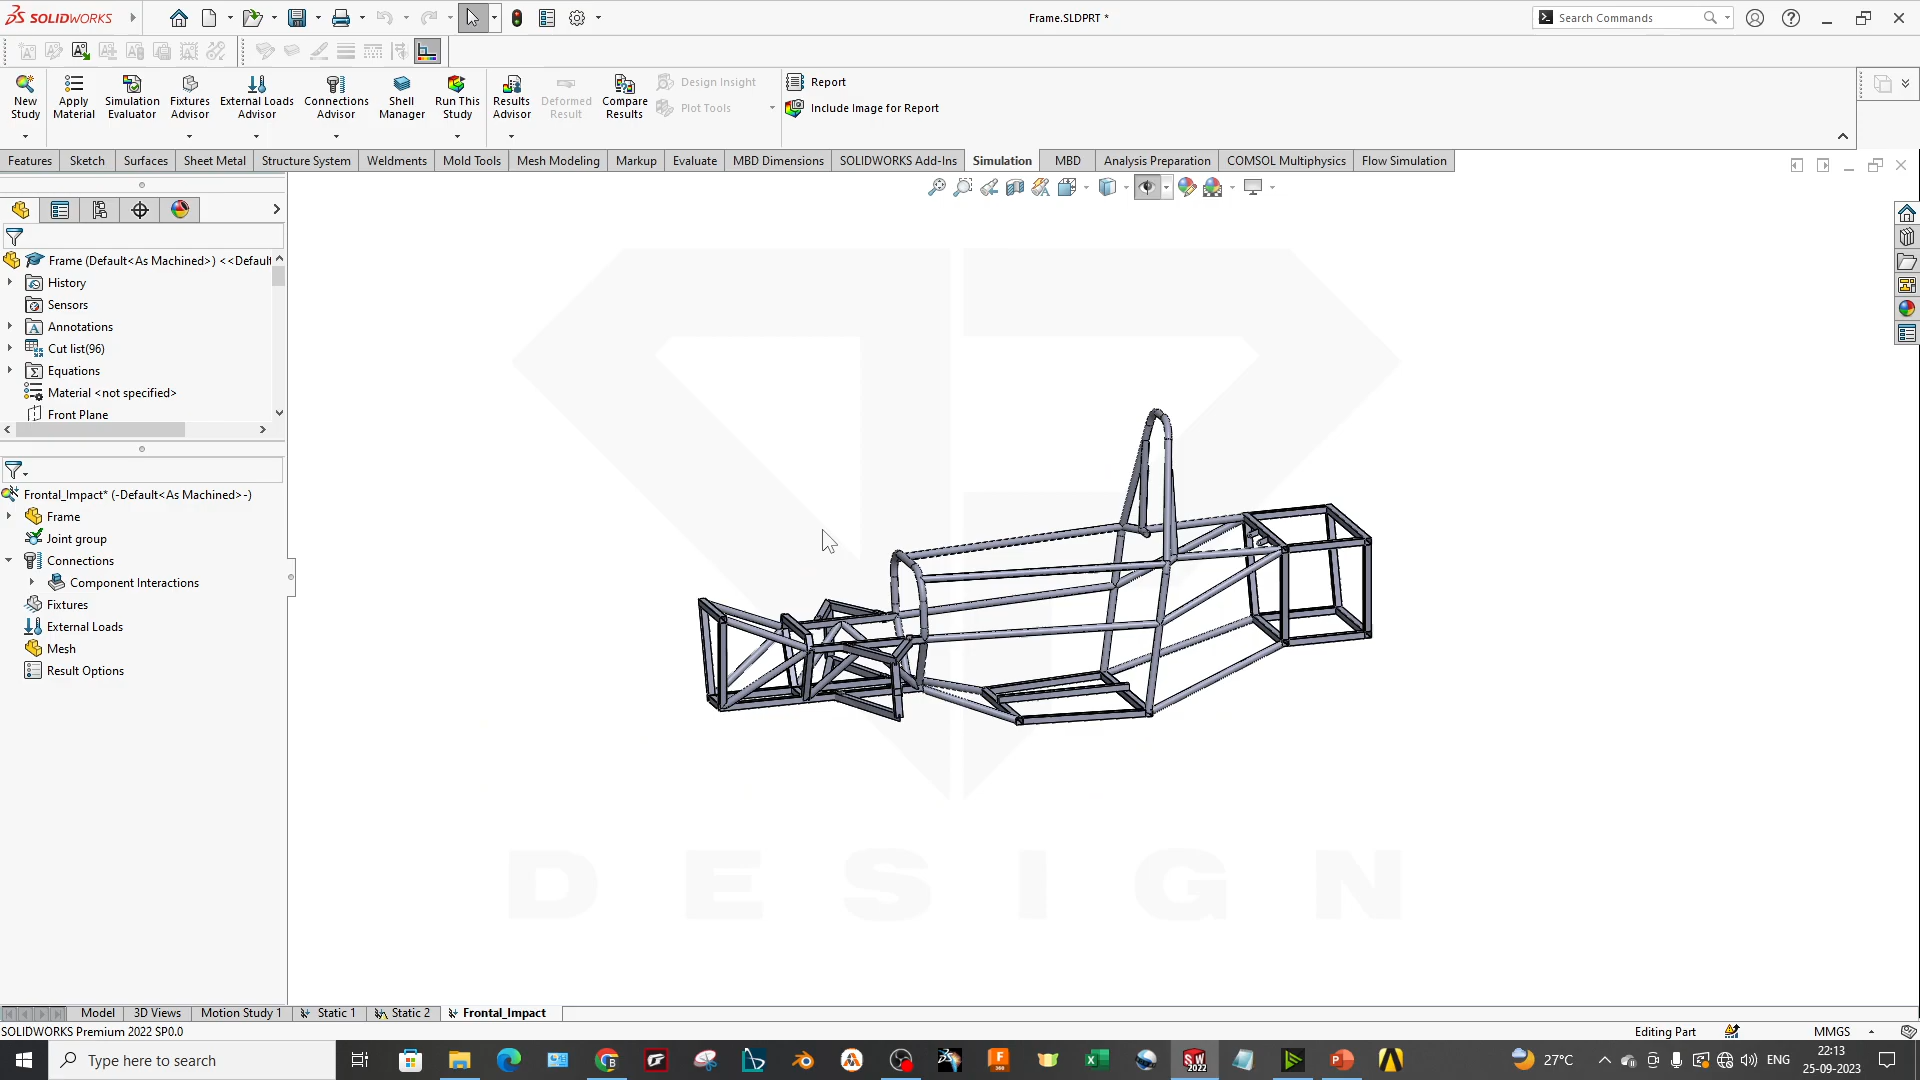 SOLIDWORKS
Frame.SLDPRT *
Search Commands
New Study
Apply Material
Simulation Evaluator
Fixtures Advisor
External Loads Advisor
Connections Advisor
Shell Manager
Run This Study
Results Advisor
Deformed Result
Compare Results
Design Insight
Plot Tools
Report
Include Image for Report
Features
Sketch
Surfaces
Sheet Metal
Structure System
Weldments
Mold Tools
Mesh Modeling
Markup
Evaluate
MBD Dimensions
SOLIDWORKS Add-Ins
Simulation
MBD
Analysis Preparation
COMSOL Multiphysics
Flow Simulation
Frame (Default<As Machined>) <<Default
History
Sensors
Annotations
Cut list(96)
Equations
Material <not specified>
Front Plane
Frontal_Impact* (-Default<As Machined>-)
Frame
Joint group
Connections
Component Interactions
Fixtures
External Loads
Mesh
Result Options
DESIGN
Model
3D Views
Motion Study 1
Static 1
Static 2
Frontal_Impact
SOLIDWORKS Premium 2022 SP0.0
Editing Part
MMGS
Type here to search
27°C
ENG
22:13
25-09-2023